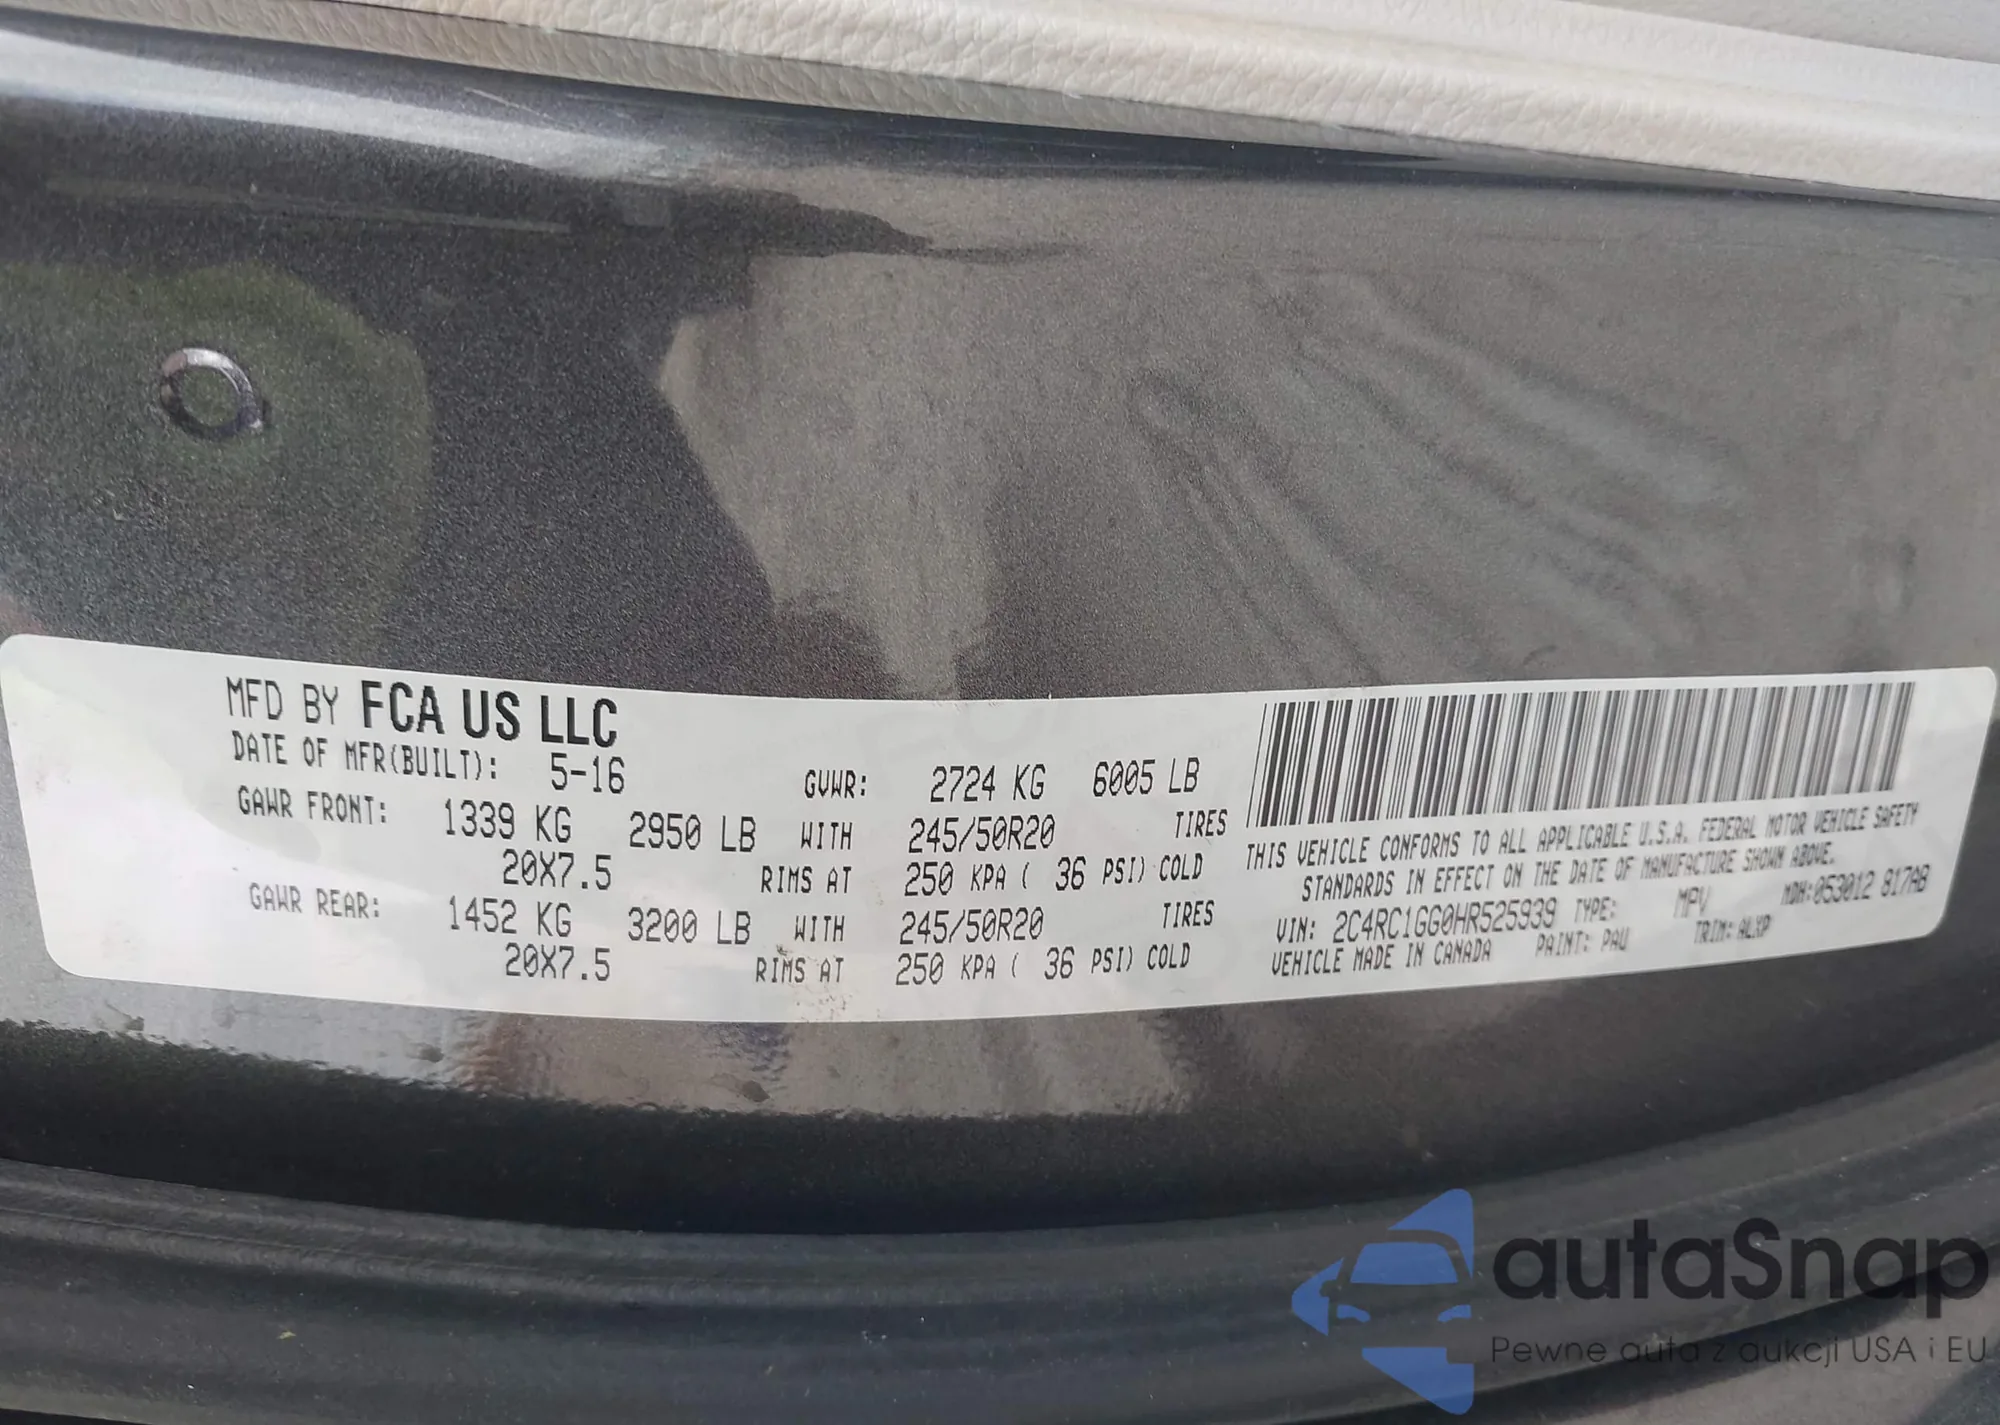 MFD BY FCA US LLC
DATE OF MFR(BUILT): 5-16 GVWR: 2724 KG 6005 LB
GAWR FRONT: 1339 KG 2950 LB WITH 245/50R20 TIRES
20X7.5 RIMS AT 250 KPA ( 36 PSI) COLD
GAWR REAR: 1452 KG 3200 LB WITH 245/50R20 TIRES
20X7.5 RIMS AT 250 KPA ( 36 PSI) COLD
THIS VEHICLE CONFORMS TO ALL APPLICABLE U.S.A. FEDERAL MOTOR VEHICLE SAFETY
STANDARDS IN EFFECT ON THE DATE OF MANUFACTURE SHOWN ABOVE.
VIN: 2C4RC1GG0HR525939 TYPE: MPV MDH:053012 817AB
VEHICLE MADE IN CANADA PAINT: PAU TRIM: ALXP
autaSnap
Pewne auta z aukcji USA i EU